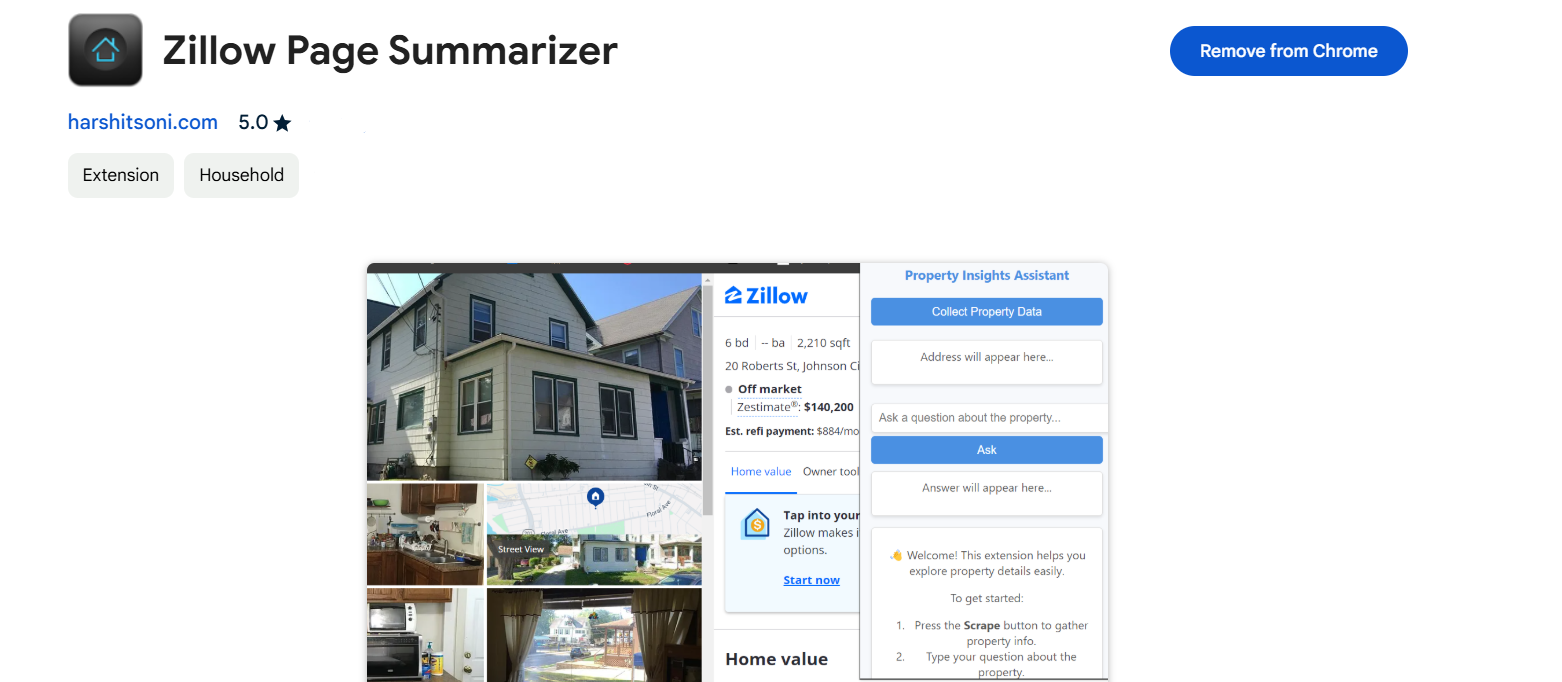 Zillow Page Summarizer
Remove from Chrome
harshitsoni.com 5.0
Extension Household
Zillow
6 bd -- ba 2,210 sqft
20 Roberts St, Johnson Ci
Off market
Zestimate®: $140,200
Est. refi payment: $884/mo
Home value Owner tool
Tap into your
Zillow makes i
options.
Start now
Home value
Floral Ave
Floral Ave
Street View
Property Insights Assistant
Collect Property Data
Address will appear here...
Ask a question about the property...
Ask
Answer will appear here...
👋 Welcome! This extension helps you
explore property details easily.
To get started:
1. Press the Scrape button to gather
property info.
2. Type your question about the
property.